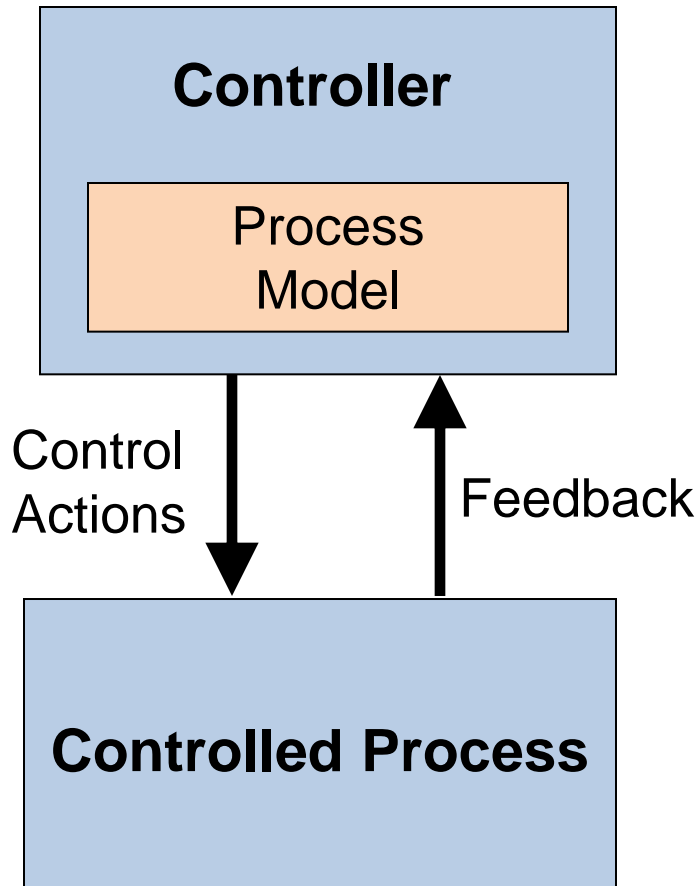 Controller
Process
Model
Control
Actions
Feedback
Controlled Process